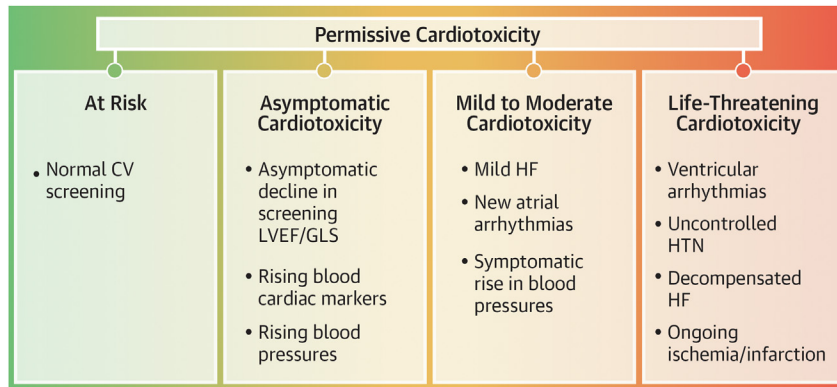 Permissive Cardiotoxicity
At Risk
• Normal CV
screening
Asymptomatic
Cardiotoxicity
• Asymptomatic
decline in
screening
LVEF/GLS
• Rising blood
cardiac markers
• Rising blood
pressures
Mild to Moderate
Cardiotoxicity
• Mild HF
• New atrial
arrhythmias
• Symptomatic
rise in blood
pressures
Life-Threatening
Cardiotoxicity
• Ventricular
arrhythmias
• Uncontrolled
HTN
• Decompensated
HF
• Ongoing
ischemia/infarction